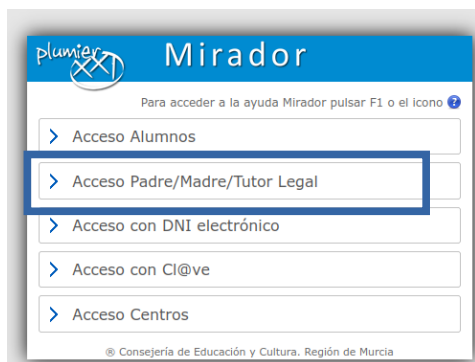 plumier
XXI
Mirador
Para acceder a la ayuda Mirador pulsar F1 o el icono ?
Acceso Alumnos
Acceso Padre/Madre/Tutor Legal
Acceso con DNI electrónico
Acceso con Cl@ve
Acceso Centros
® Consejería de Educación y Cultura. Región de Murcia